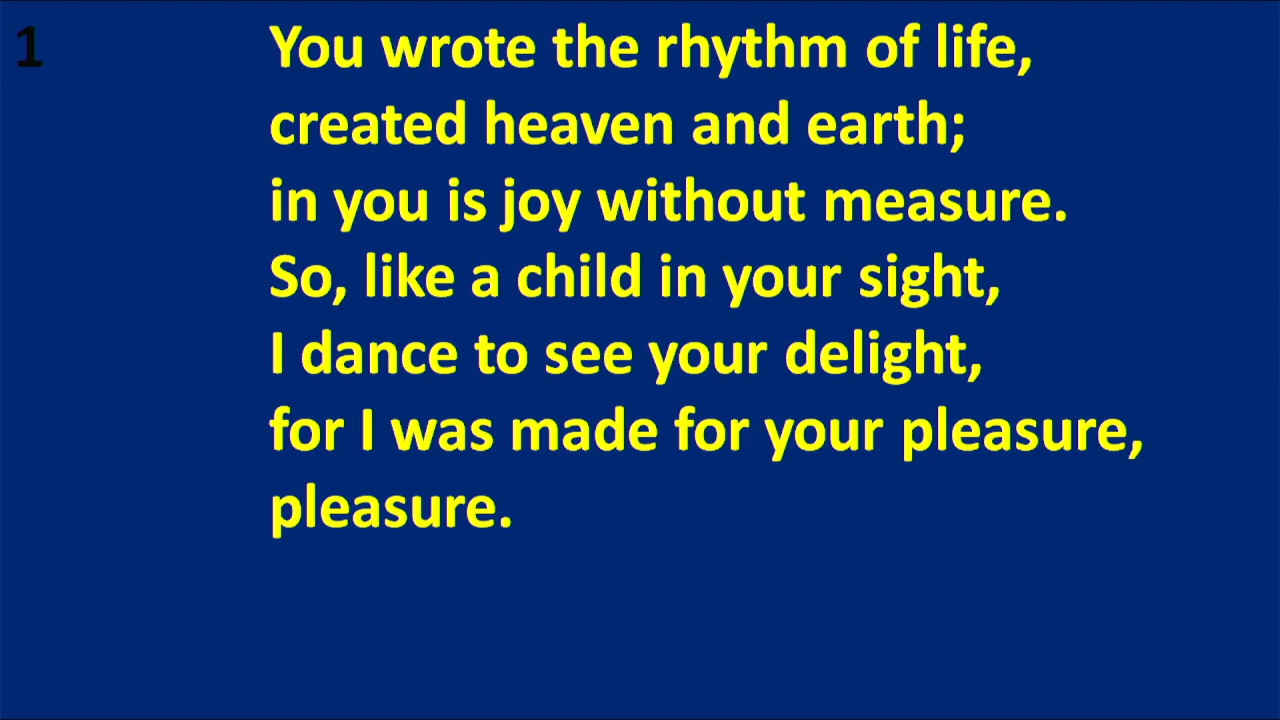 1
You wrote the rhythm of life,
created heaven and earth;
in you is joy without measure.
So, like a child in your sight,
I dance to see your delight,
for I was made for your pleasure,
pleasure.